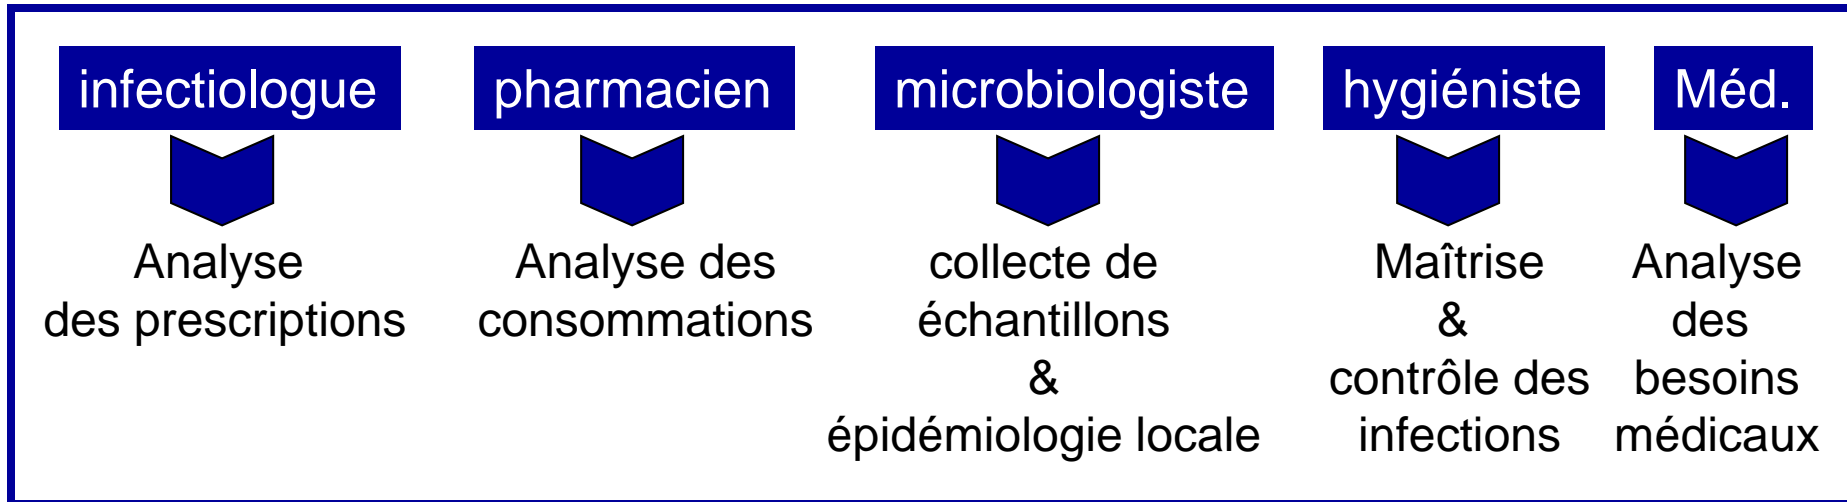 infectiologue
Analyse
des prescriptions
pharmacien
Analyse des
consommations
microbiologiste
collecte de
échantillons
&
épidémiologie locale
hygiéniste
Maîtrise
&
contrôle des
infections
Méd.
Analyse
des
besoins
médicaux